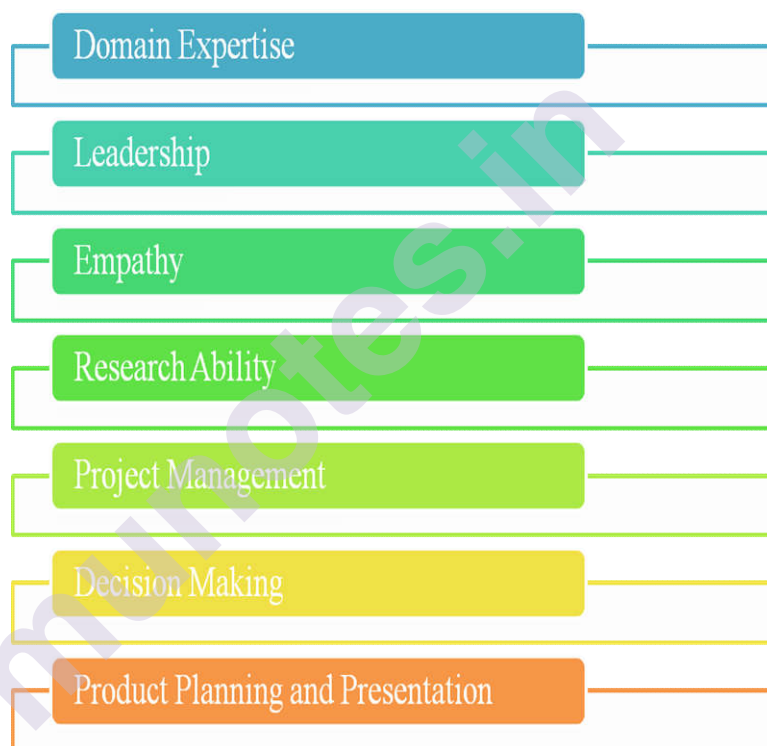 Domain Expertise
Leadership
Empathy
Research Ability
Project Management
Decision Making
Product Planning and Presentation
munotes.in